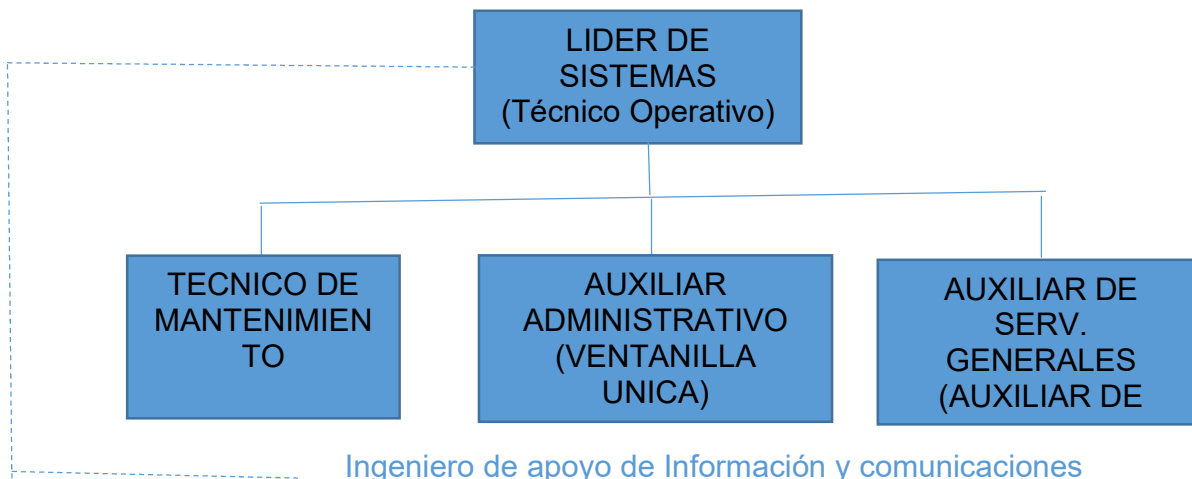 LIDER DE
SISTEMAS
(Técnico Operativo)
TECNICO DE
MANTENIMIEN
TO
AUXILIAR
ADMINISTRATIVO
(VENTANILLA
UNICA)
AUXILIAR DE
SERV.
GENERALES
(AUXILIAR DE
Ingeniero de apoyo de Información y comunicaciones